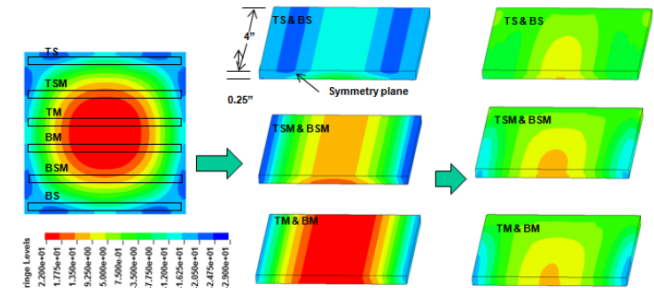 TS
TSM
TM
BM
BSM
BS
ringe Levels
2.200e+01
1.775e+01
1.350e+01
9.250e+00
5.000e+00
7.500e-01
-3.500e+00
-7.750e+00
-1.200e+01
-1.625e+01
-2.050e+01
-2.475e+01
-2.900e+01
TS & BS
4”
0.25”
Symmetry plane
TSM & BSM
TM & BM
TS & BS
TSM & BSM
TM & BM